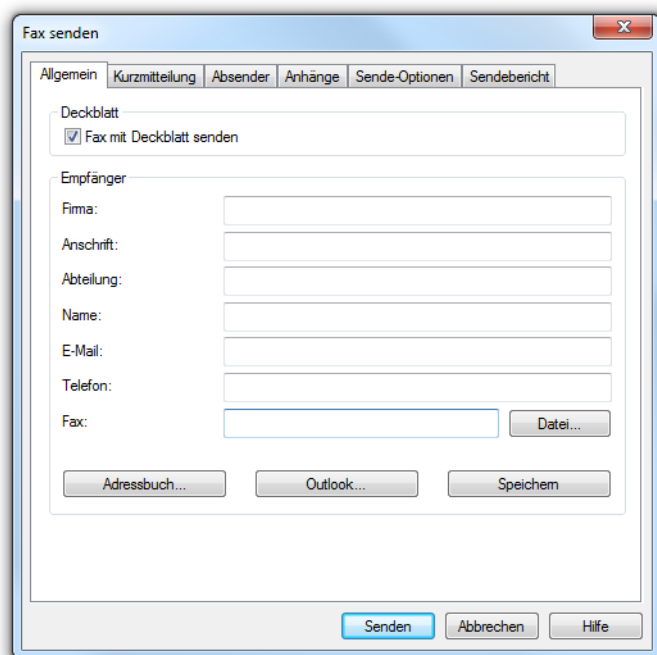 Fax senden
Allgemein Kurzmitteilung Absender Anhänge Sende-Optionen Sendebericht
Deckblatt
Fax mit Deckblatt senden
Empfänger
Firma:
Anschrift:
Abteilung:
Name:
E-Mail:
Telefon:
Fax: Datei...
Adressbuch... Outlook... Speichern
Senden Abbrechen Hilfe